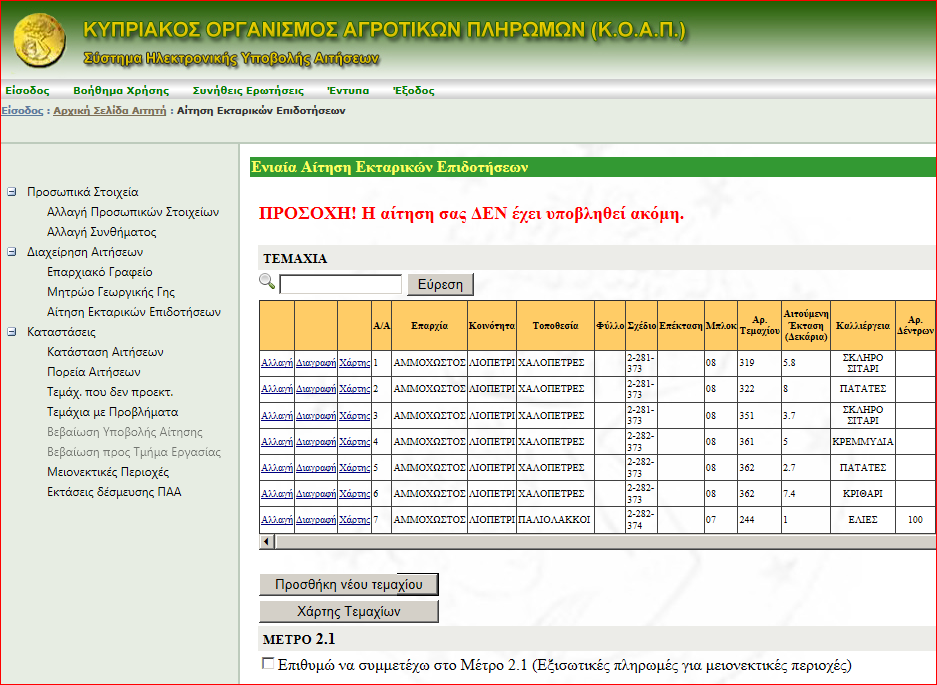 ΚΥΠΡΙΑΚΟΣ ΟΡΓΑΝΙΣΜΟΣ ΑΓΡΟΤΙΚΩΝ ΠΛΗΡΩΜΩΝ (Κ.Ο.Α.Π.)
Σύστημα Ηλεκτρονικής Υποβολής Αιτήσεων
Είσοδος Βοήθημα Χρήσης Συνήθεις Ερωτήσεις Έντυπα Έξοδος
Είσοδος : Αρχική Σελίδα Αιτητή : Αίτηση Εκταρικών Επιδοτήσεων
Προσωπικά Στοιχεία
Αλλαγή Προσωπικών Στοιχείων
Αλλαγή Συνθήματος
Διαχείρηση Αιτήσεων
Επαρχιακό Γραφείο
Μητρώο Γεωργικής Γης
Αίτηση Εκταρικών Επιδοτήσεων
Καταστάσεις
Κατάσταση Αιτήσεων
Πορεία Αιτήσεων
Τεμάχ. που δεν προεκτ.
Τεμάχια με Προβλήματα
Βεβαίωση Υποβολής Αίτησης
Βεβαίωση προς Τμήμα Εργασίας
Μειονεκτικές Περιοχές
Εκτάσεις δέσμευσης ΠΑΑ
Ενιαία Αίτηση Εκταρικών Επιδοτήσεων
ΠΡΟΣΟΧΗ! Η αίτηση σας ΔΕΝ έχει υποβληθεί ακόμη.
ΤΕΜΑΧΙΑ
Εύρεση
Α/Α Επαρχία Κοινότητα Τοποθεσία Φύλλο Σχέδιο Επέκταση Μπλοκ Αρ. Τεμαχίου Αιτούμενη Έκταση (Δεκάρια) Καλλιέργεια Αρ. Δέντρων
Αλλαγή Διαγραφή Χάρτης 1 ΑΜΜΟΧΩΣΤΟΣ ΛΙΟΠΕΤΡΙ ΧΑΛΟΠΕΤΡΕΣ 2-281-373 08 319 5.8 ΣΚΛΗΡΟ ΣΙΤΑΡΙ
Αλλαγή Διαγραφή Χάρτης 2 ΑΜΜΟΧΩΣΤΟΣ ΛΙΟΠΕΤΡΙ ΧΑΛΟΠΕΤΡΕΣ 2-281-373 08 322 8 ΠΑΤΑΤΕΣ
Αλλαγή Διαγραφή Χάρτης 3 ΑΜΜΟΧΩΣΤΟΣ ΛΙΟΠΕΤΡΙ ΧΑΛΟΠΕΤΡΕΣ 2-281-373 08 351 3.7 ΣΚΛΗΡΟ ΣΙΤΑΡΙ
Αλλαγή Διαγραφή Χάρτης 4 ΑΜΜΟΧΩΣΤΟΣ ΛΙΟΠΕΤΡΙ ΧΑΛΟΠΕΤΡΕΣ 2-282-373 08 361 5 ΚΡΕΜΜΥΔΙΑ
Αλλαγή Διαγραφή Χάρτης 5 ΑΜΜΟΧΩΣΤΟΣ ΛΙΟΠΕΤΡΙ ΧΑΛΟΠΕΤΡΕΣ 2-282-373 08 362 2.7 ΠΑΤΑΤΕΣ
Αλλαγή Διαγραφή Χάρτης 6 ΑΜΜΟΧΩΣΤΟΣ ΛΙΟΠΕΤΡΙ ΧΑΛΟΠΕΤΡΕΣ 2-282-373 08 362 7.4 ΚΡΙΘΑΡΙ
Αλλαγή Διαγραφή Χάρτης 7 ΑΜΜΟΧΩΣΤΟΣ ΛΙΟΠΕΤΡΙ ΠΑΛΙΟΛΑΚΚΟΙ 2-282-374 07 244 1 ΕΛΙΕΣ 100
Προσθήκη νέου τεμαχίου
Χάρτης Τεμαχίων
ΜΕΤΡΟ 2.1
Επιθυμώ να συμμετέχω στο Μέτρο 2.1 (Εξισωτικές πληρωμές για μειονεκτικές περιοχές)